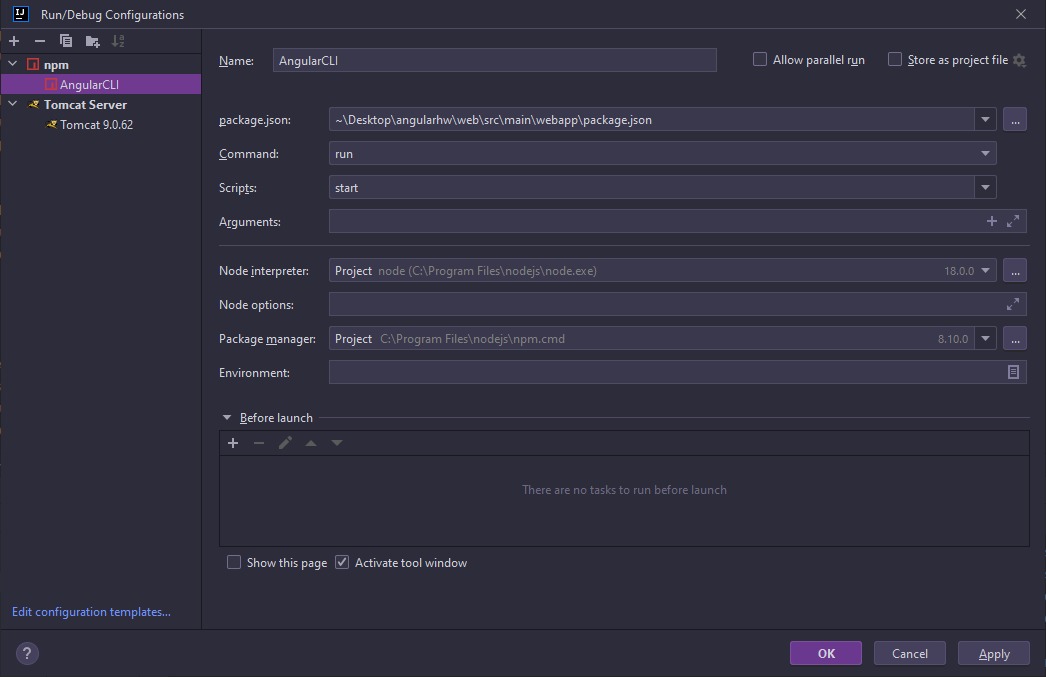 IJ
Run/Debug Configurations
npm
AngularCLI
Tomcat Server
Tomcat 9.0.62
Name: AngularCLI
Allow parallel run
Store as project file
package.json: ~\Desktop\angularhw\web\src\main\webapp\package.json ...
Command: run
Scripts: start
Arguments:
Node interpreter: Project node (C:\Program Files\nodejs\node.exe) 18.0.0 ...
Node options:
Package manager: Project C:\Program Files\nodejs\npm.cmd 8.10.0 ...
Environment:
Before launch
There are no tasks to run before launch
Show this page
Activate tool window
Edit configuration templates...
?
OK
Cancel
Apply